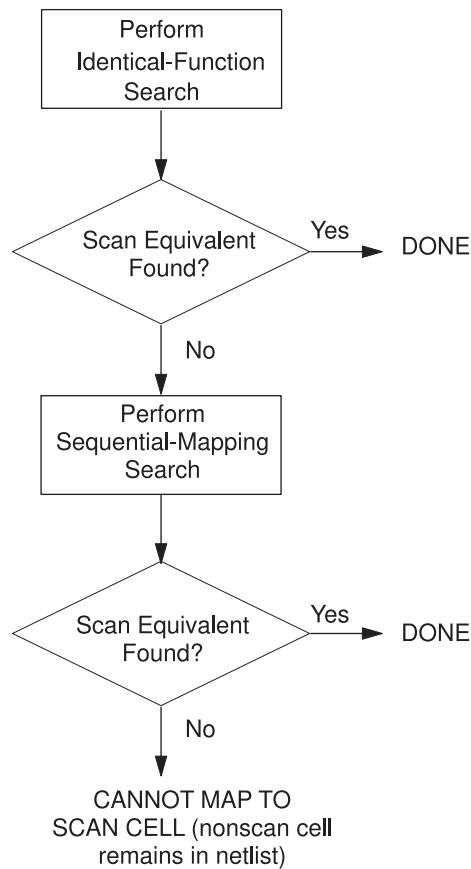 Perform
Identical-Function
Search
Scan Equivalent
Found?
Yes
DONE
No
Perform
Sequential-Mapping
Search
Scan Equivalent
Found?
Yes
DONE
No
CANNOT MAP TO
SCAN CELL (nonscan cell
remains in netlist)